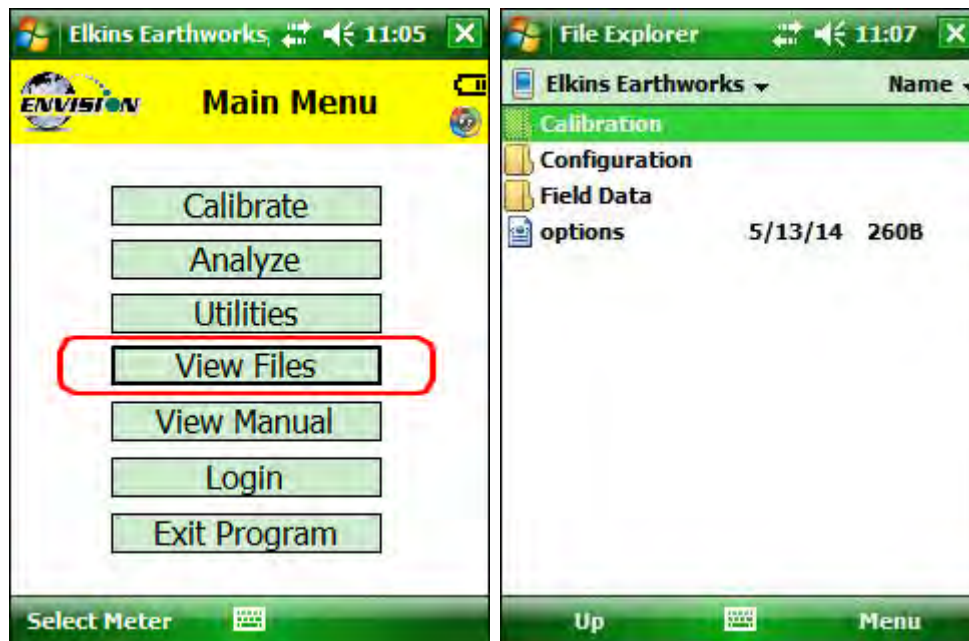 Elkins Earthworks, 11:05
ENVISION
Main Menu
Calibrate
Analyze
Utilities
View Files
View Manual
Login
Exit Program
Select Meter
File Explorer 11:07
Elkins Earthworks Name
Calibration
Configuration
Field Data
options 5/13/14 260B
Up Menu